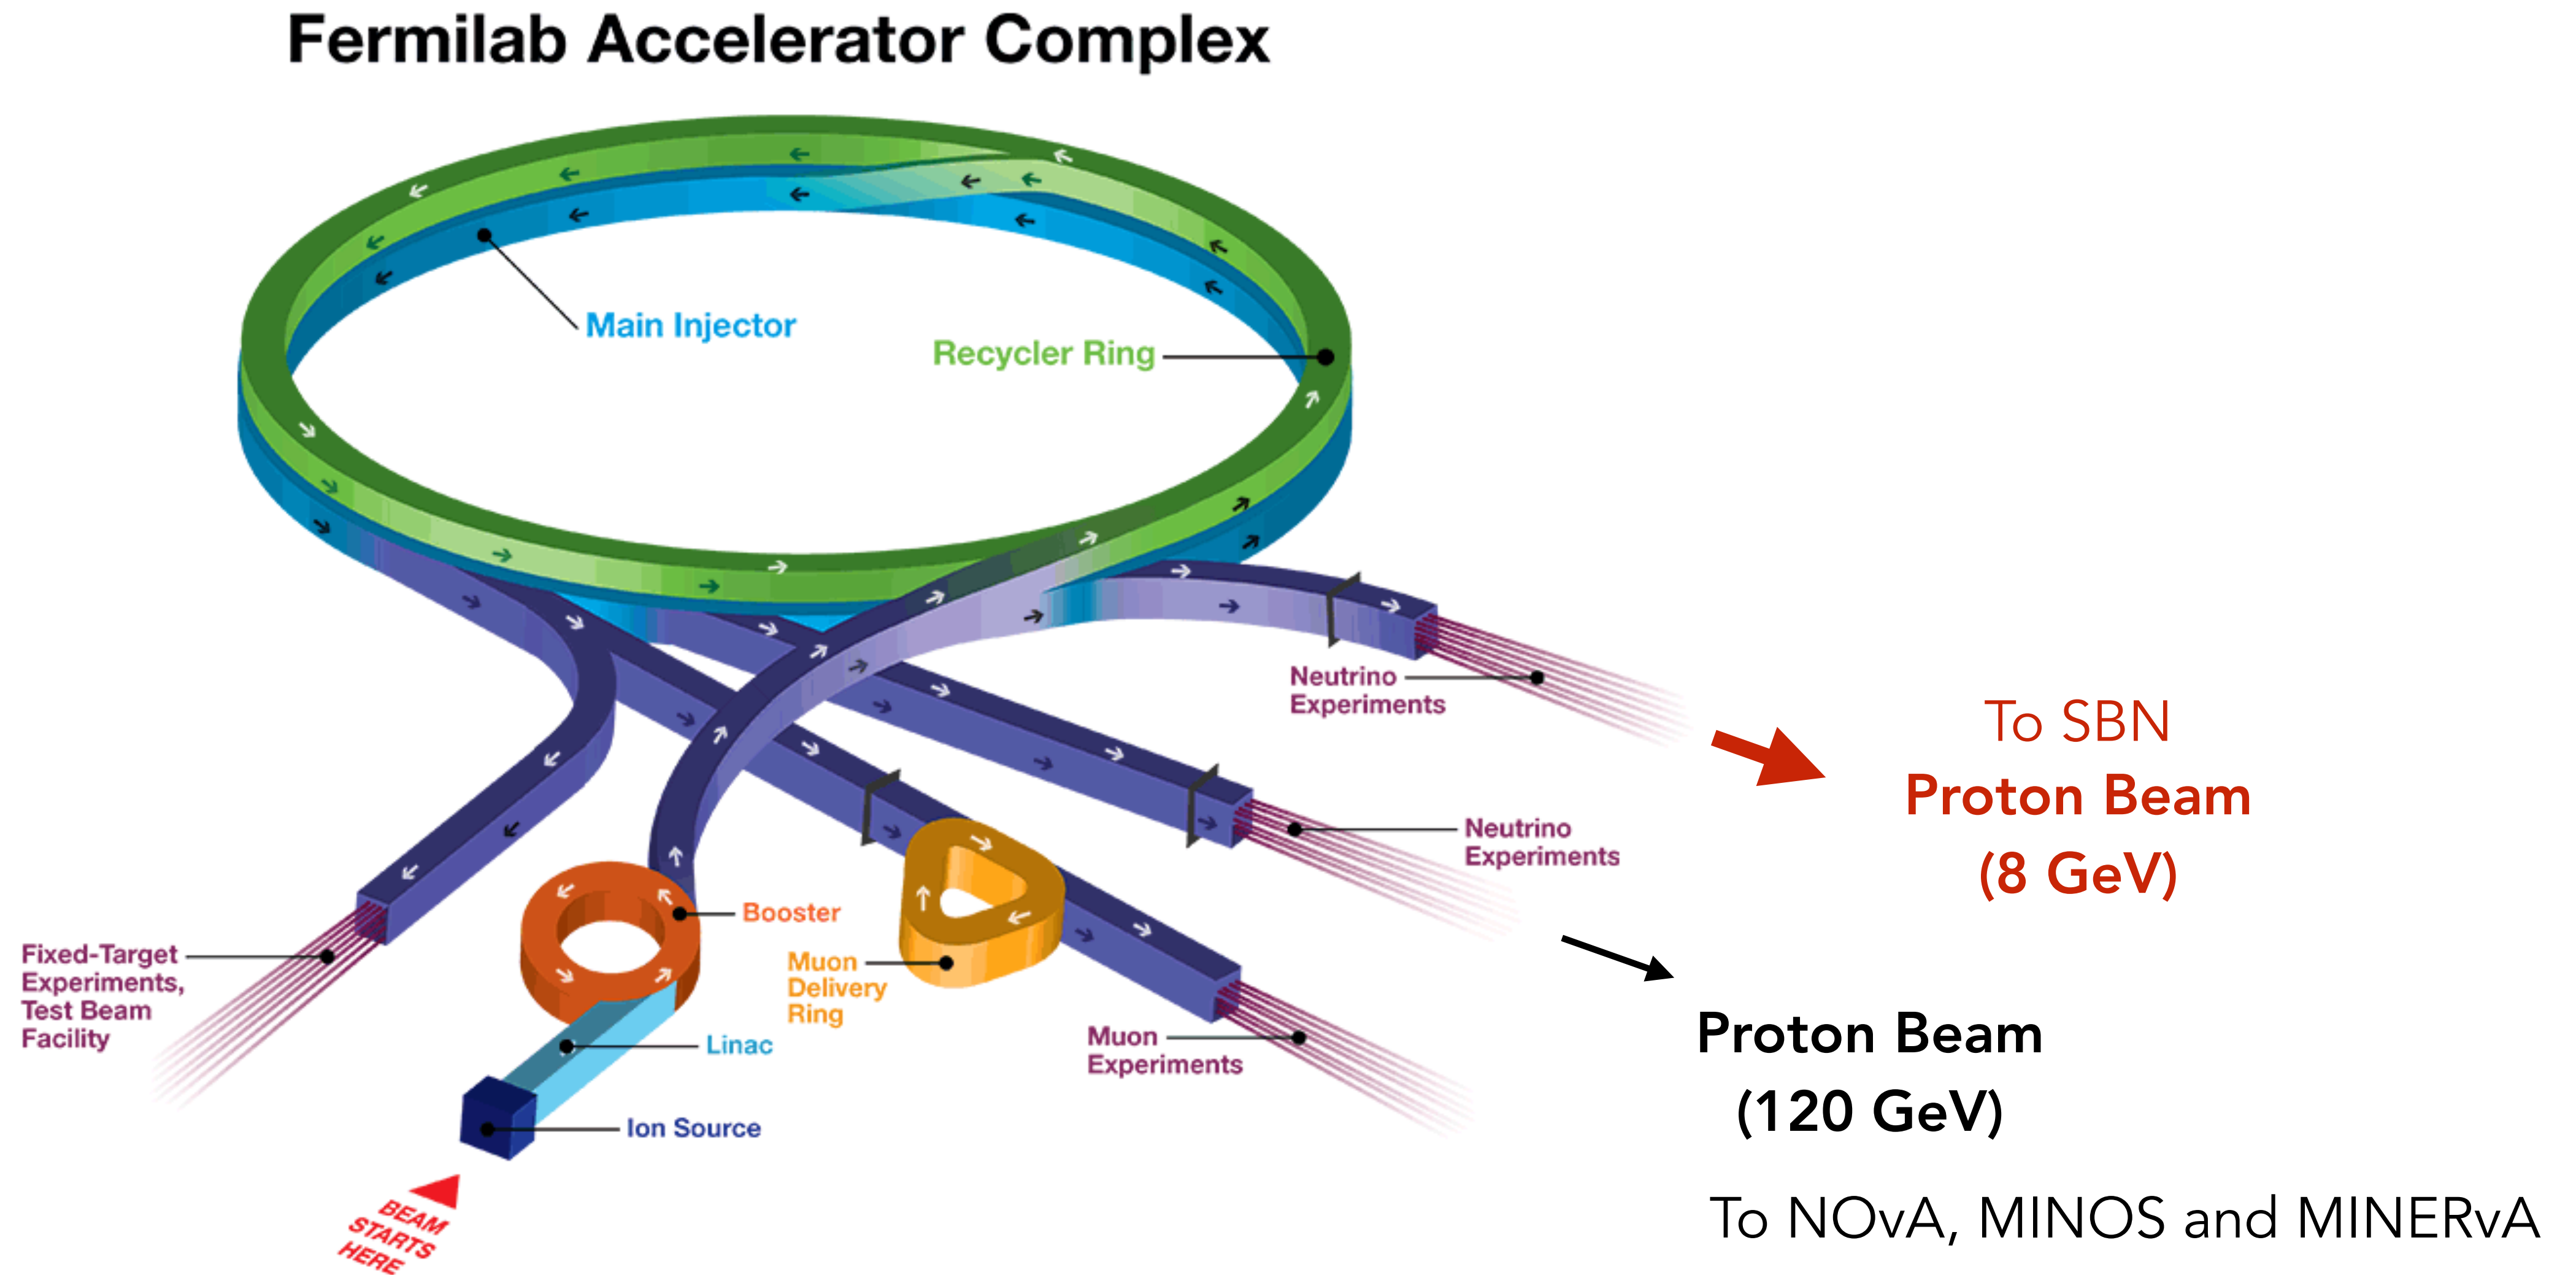 Fermilab Accelerator Complex
Main Injector
Recycler Ring
Neutrino
Experiments
To SBN
Proton Beam
(8 GeV)
Neutrino
Experiments
Booster
Muon
Delivery
Ring
Fixed-Target
Experiments,
Test Beam
Facility
Linac
Muon
Experiments
Ion Source
Proton Beam
(120 GeV)
To NOvA, MINOS and MINERvA
BEAM
STARTS
HERE